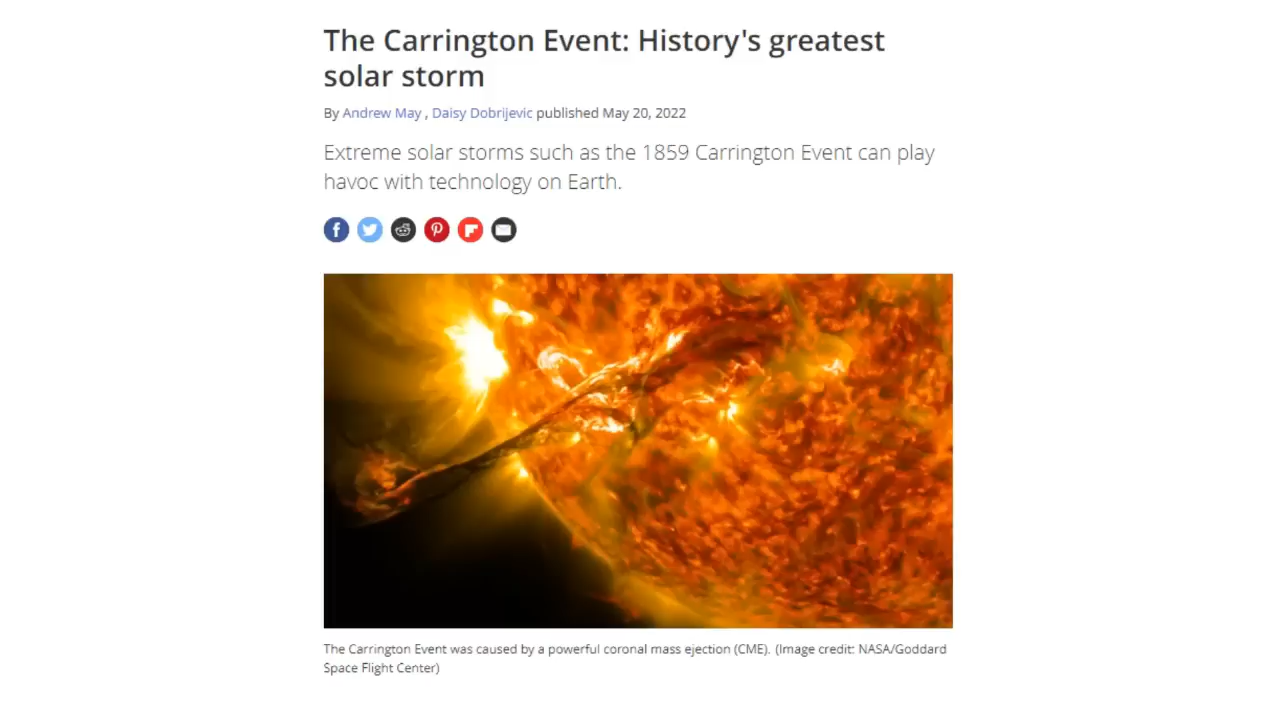 The Carrington Event: History's greatest
solar storm
By Andrew May , Daisy Dobrijevic published May 20, 2022
Extreme solar storms such as the 1859 Carrington Event can play
havoc with technology on Earth.
The Carrington Event was caused by a powerful coronal mass ejection (CME). (Image credit: NASA/Goddard
Space Flight Center)